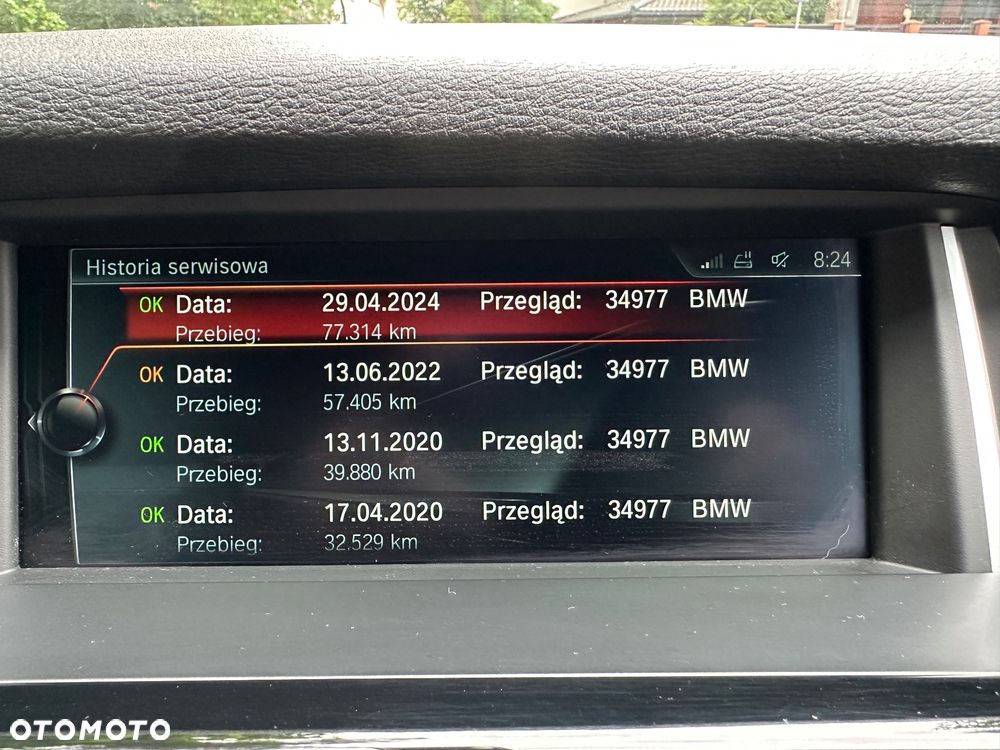 Historia serwisowa 8:24
OK Data: 29.04.2024 Przegląd: 34977 BMW
Przebieg: 77.314 km
OK Data: 13.06.2022 Przegląd: 34977 BMW
Przebieg: 57.405 km
OK Data: 13.11.2020 Przegląd: 34977 BMW
Przebieg: 39.880 km
OK Data: 17.04.2020 Przegląd: 34977 BMW
Przebieg: 32.529 km
OTOMOTO